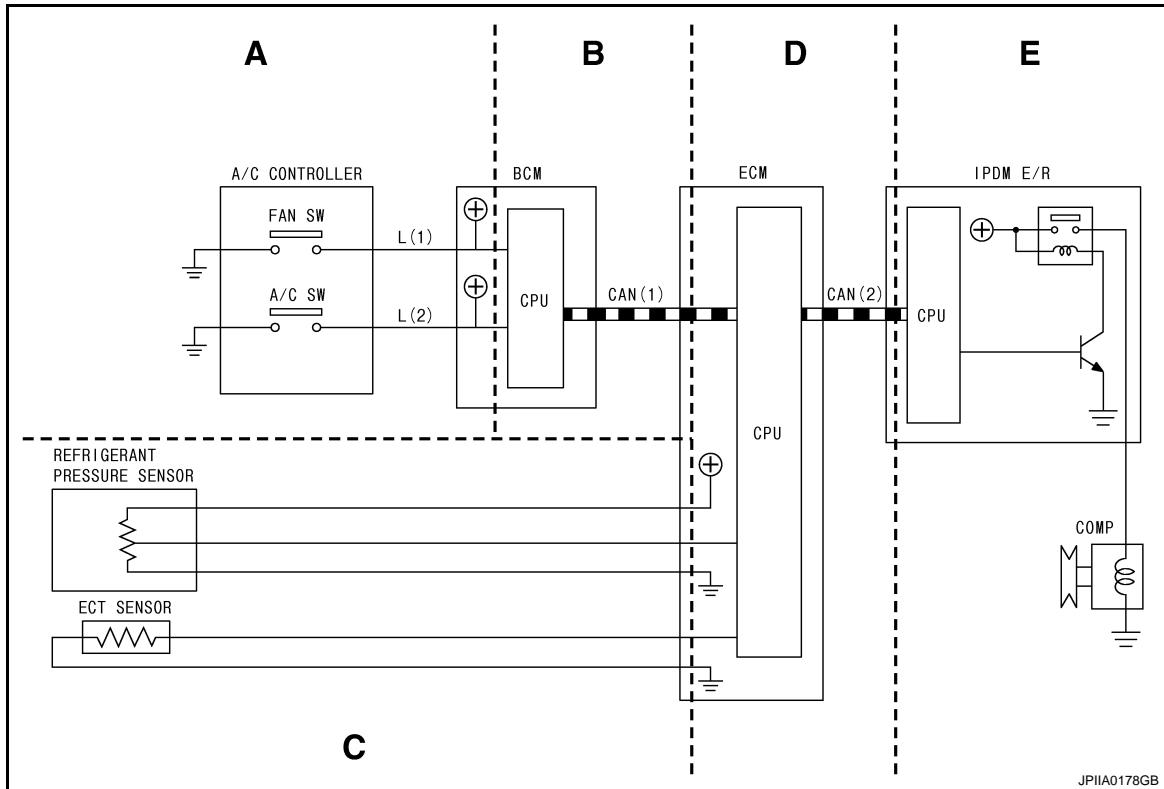 A
B
D
E
A/C CONTROLLER
BCM
ECM
IPDM E/R
FAN SW
L(1)
A/C SW
L(2)
CPU
CAN(1)
CAN(2)
CPU
CPU
REFRIGERANT
PRESSURE SENSOR
COMP
ECT SENSOR
C
JPIIA0178GB